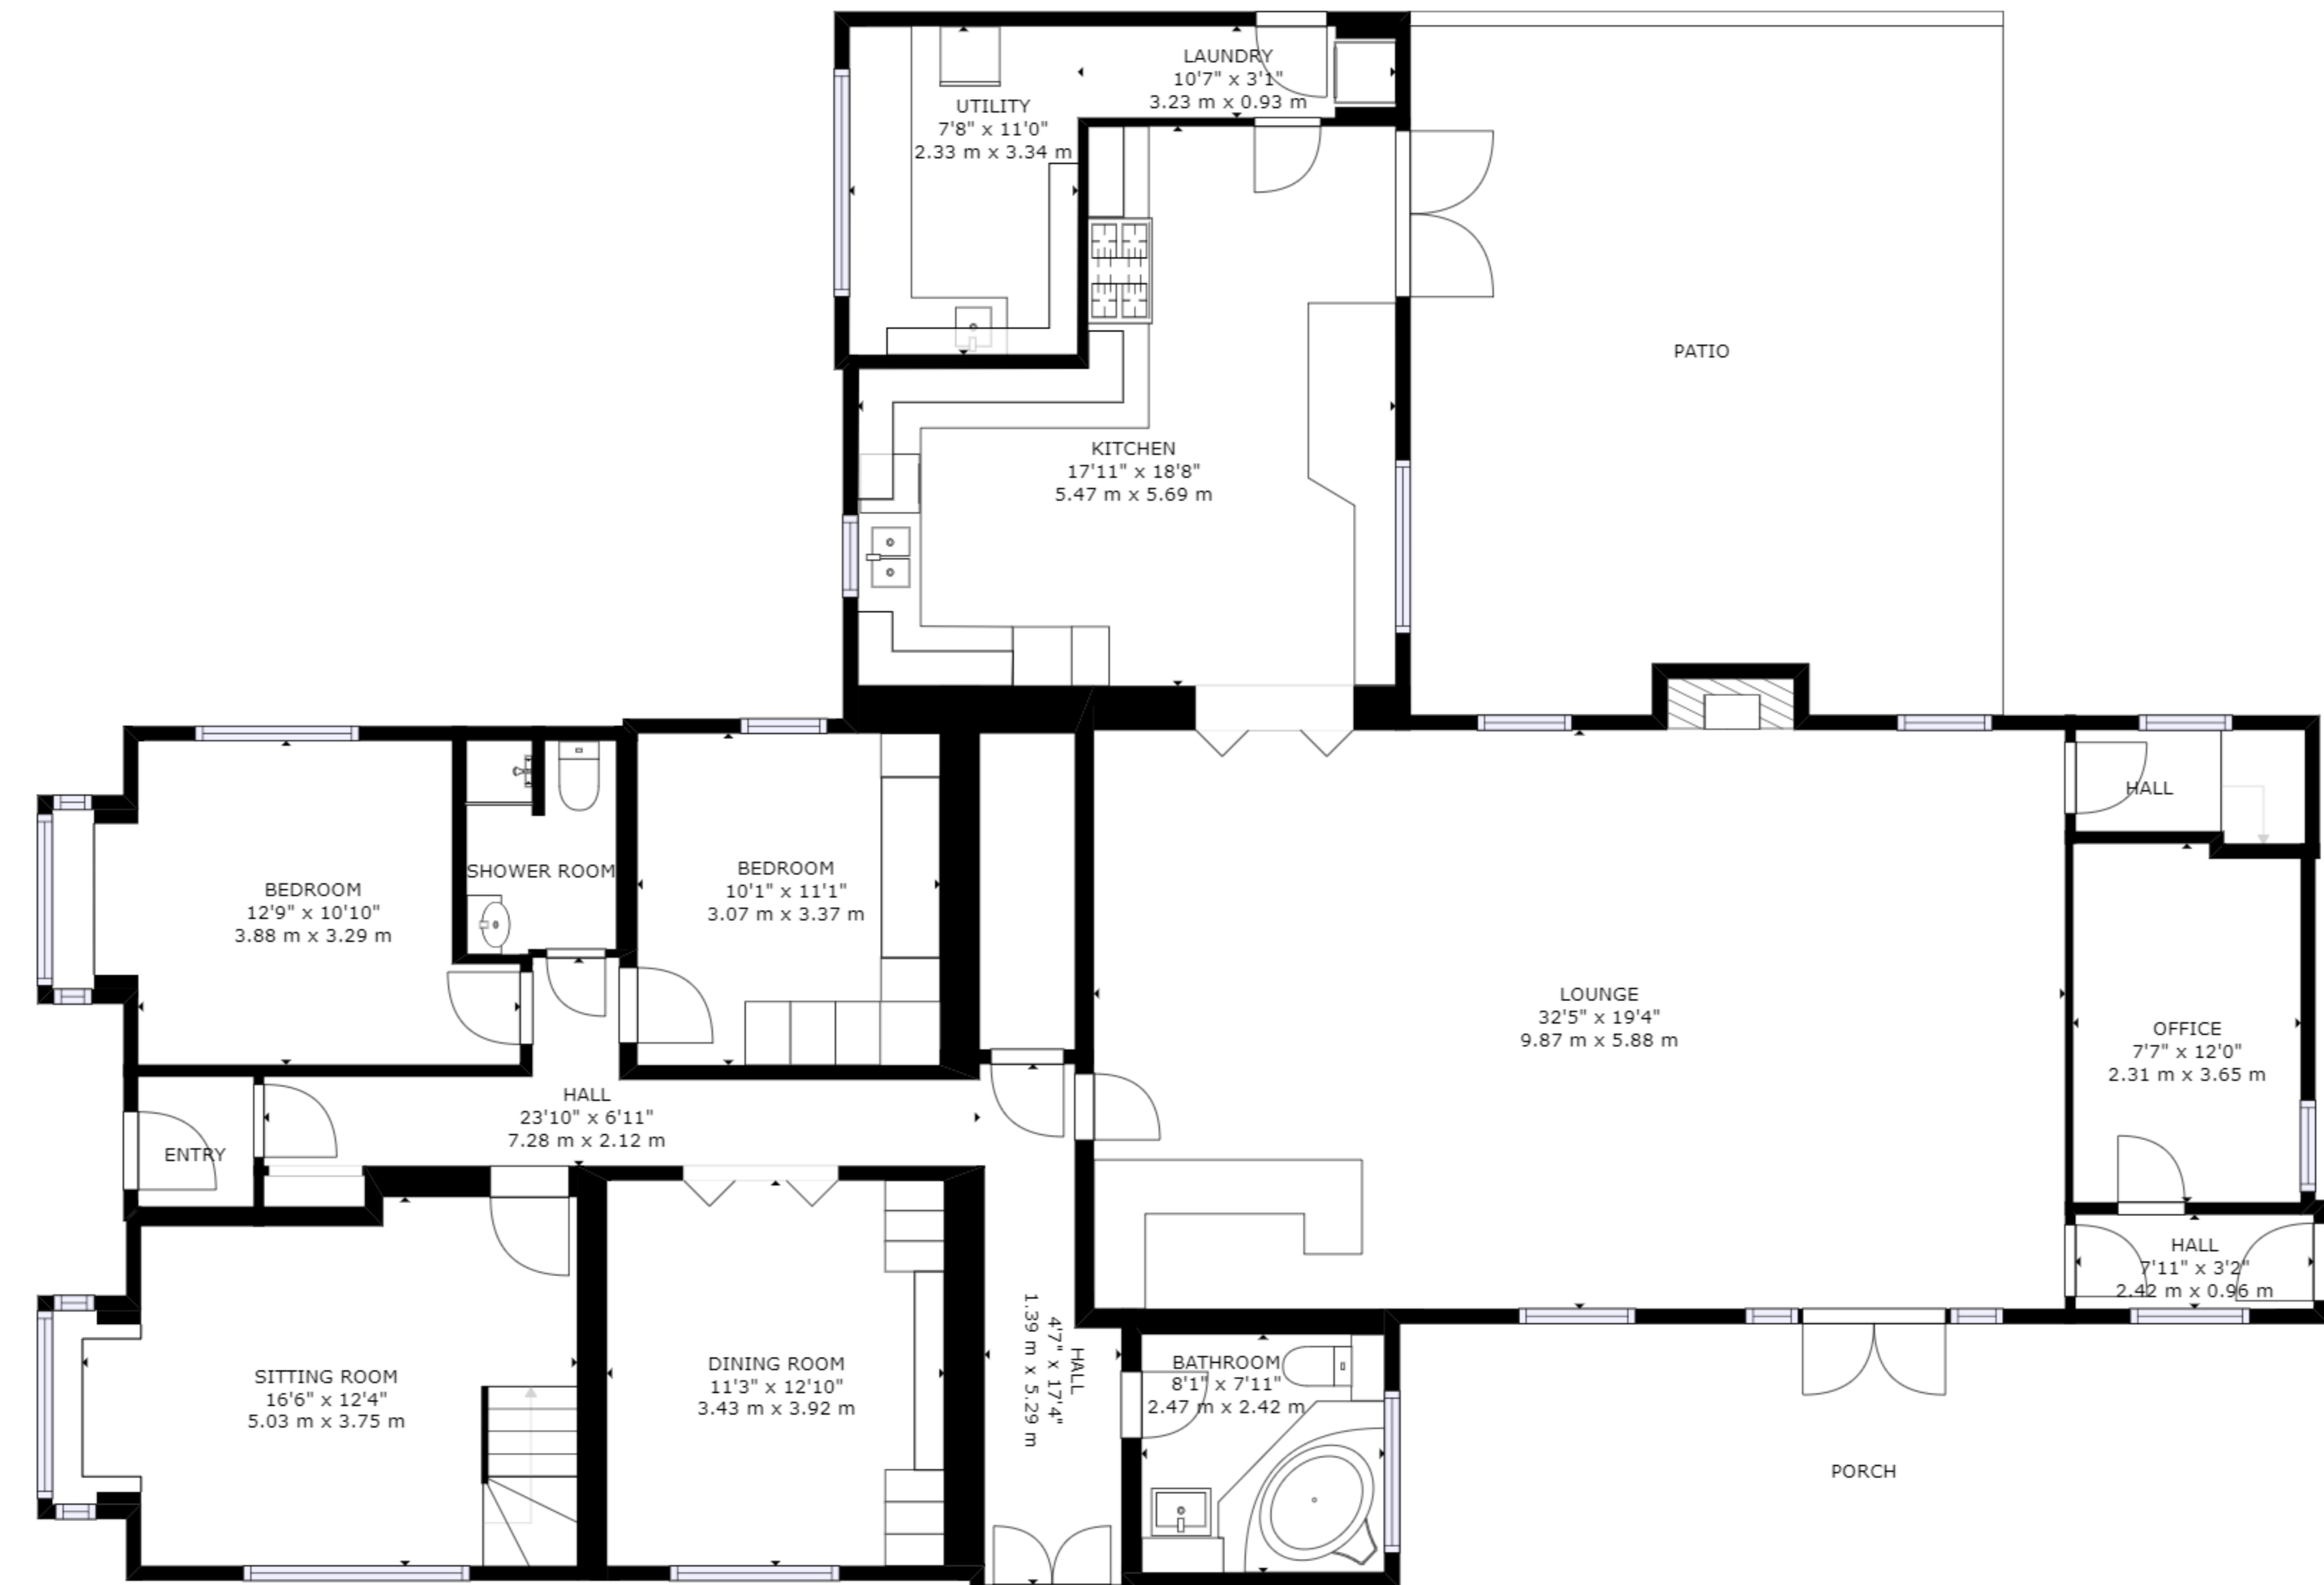 LAUNDRY
10'7" x 3'1"
3.23 m x 0.93 m
UTILITY
7'8" x 11'0"
2.33 m x 3.34 m
PATIO
KITCHEN
17'11" x 18'8"
5.47 m x 5.69 m
HALL
SHOWER ROOM
BEDROOM
10'1" x 11'1"
3.07 m x 3.37 m
BEDROOM
12'9" x 10'10"
3.88 m x 3.29 m
LOUNGE
32'5" x 19'4"
9.87 m x 5.88 m
OFFICE
7'7" x 12'0"
2.31 m x 3.65 m
HALL
23'10" x 6'11"
7.28 m x 2.12 m
ENTRY
HALL
7'11" x 3'2"
2.42 m x 0.96 m
HALL
4'7" x 17'4"
1.39 m x 5.29 m
SITTING ROOM
16'6" x 12'4"
5.03 m x 3.75 m
DINING ROOM
11'3" x 12'10"
3.43 m x 3.92 m
BATHROOM
8'1" x 7'11"
2.47 m x 2.42 m
PORCH